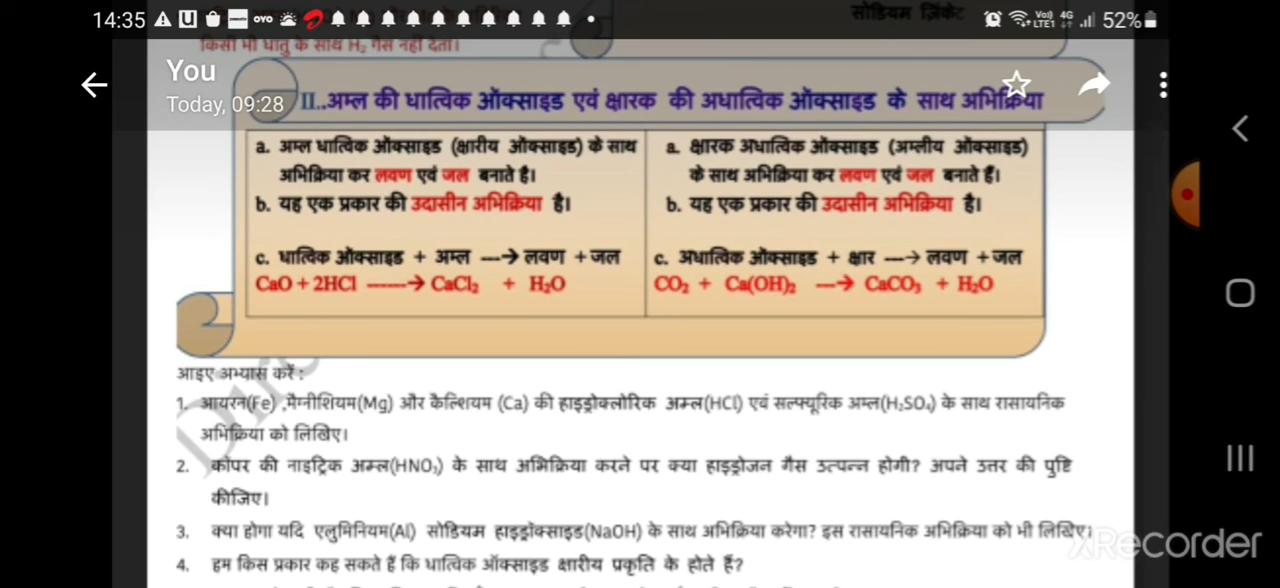 14:35 OYO Vo)) LTE1 4G 52%
सोडियम ज़िंकेट
किसी भी धातु के साथ H₂ गैस नहीं देता।
You
Today, 09:28
II..अम्ल की धात्विक ऑक्साइड एवं क्षारक की अधात्विक ऑक्साइड के साथ अभिक्रिया
a. अम्ल धात्विक ऑक्साइड (क्षारीय ऑक्साइड) के साथ
अभिक्रिया कर लवण एवं जल बनाते है।
b. यह एक प्रकार की उदासीन अभिक्रिया है।
c. धात्विक ऑक्साइड + अम्ल ---→ लवण +जल
CaO + 2HCl ------→ CaCl₂ + H₂O
a. क्षारक अधात्विक ऑक्साइड (अम्लीय ऑक्साइड)
के साथ अभिक्रिया कर लवण एवं जल बनाते हैं।
b. यह एक प्रकार की उदासीन अभिक्रिया है।
c. अधात्विक ऑक्साइड + क्षार ---→ लवण +जल
CO₂ + Ca(OH)₂ ---→ CaCO₃ + H₂O
आइए अभ्यास करें :
1. आयरन(Fe) ,मैग्नीशियम(Mg) और कैल्शियम (Ca) की हाइड्रोक्लोरिक अम्ल(HCl) एवं सल्फ्यूरिक अम्ल(H₂SO₄) के साथ रासायनिक
अभिक्रिया को लिखिए।
2. कॉपर की नाइट्रिक अम्ल(HNO₃) के साथ अभिक्रिया करने पर क्या हाइड्रोजन गैस उत्पन्न होगी? अपने उत्तर की पुष्टि
कीजिए।
3. क्या होगा यदि एलुमिनियम(Al) सोडियम हाइड्रॉक्साइड(NaOH) के साथ अभिक्रिया करेगा? इस रासायनिक अभिक्रिया को भी लिखिए।
4. हम किस प्रकार कह सकते हैं कि धात्विक ऑक्साइड क्षारीय प्रकृति के होते हैं?
XRecorder